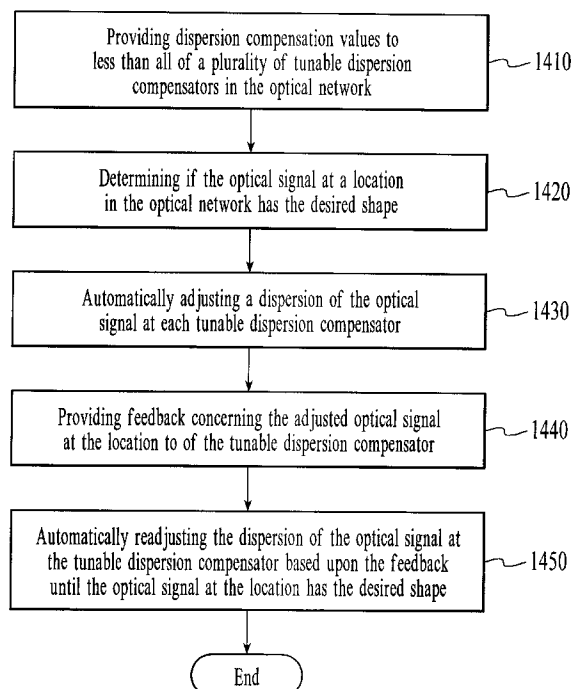 Providing dispersion compensation values to
less than all of a plurality of tunable dispersion
compensators in the optical network
1410
Determining if the optical signal at a location
in the optical network has the desired shape
1420
Automatically adjusting a dispersion of the optical
signal at each tunable dispersion compensator
1430
Providing feedback concerning the adjusted optical signal
at the location to of the tunable dispersion compensator
1440
Automatically readjusting the dispersion of the optical signal at
the tunable dispersion compensator based upon the feedback
until the optical signal at the location has the desired shape
1450
End